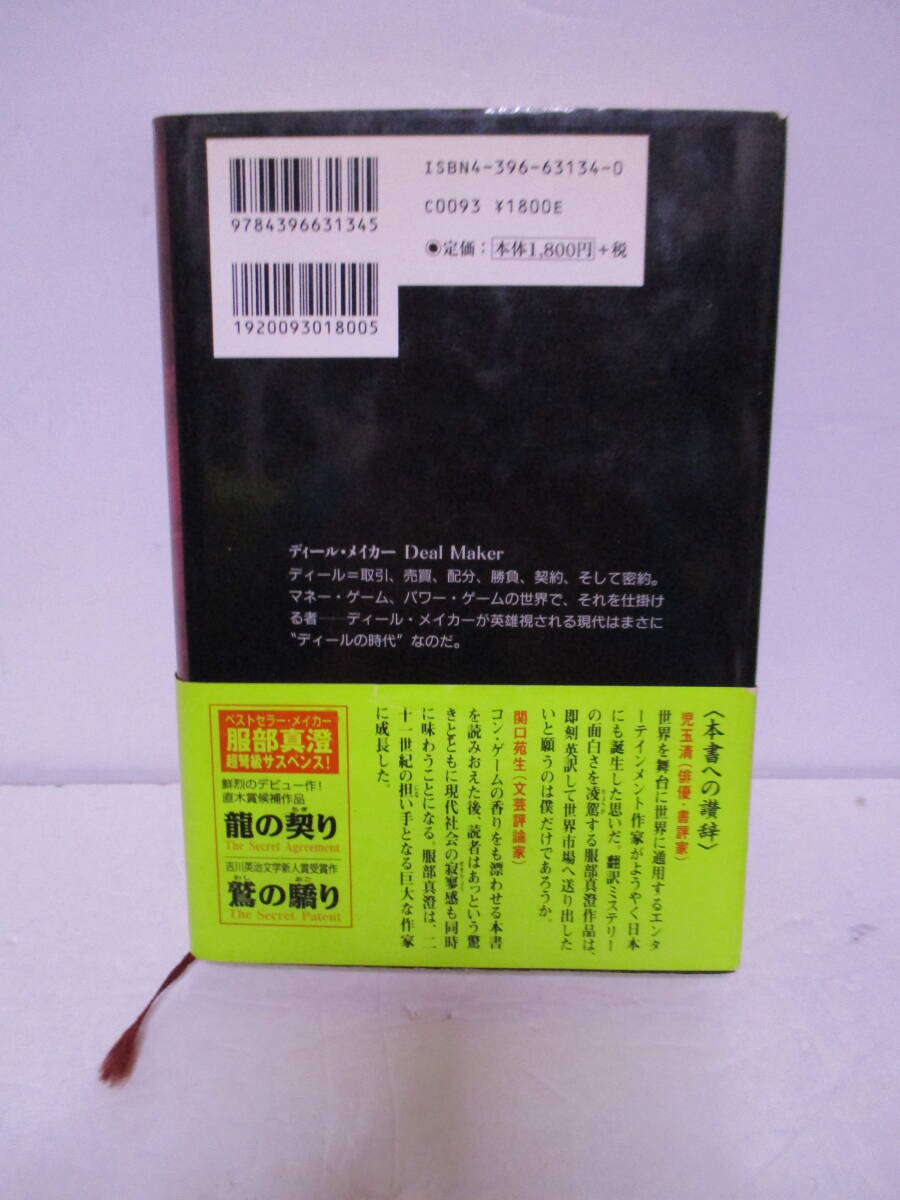 ISBN4-396-63134-0
C0093 ¥1800E
●定価：本体1,800円＋税
9784396631345
1920093018005
ディール・メイカー Deal Maker
ディール＝取引、売買、配分、勝負、契約、そして密約。
マネー・ゲーム、パワー・ゲームの世界で、それを仕掛け
る者──ディール・メイカーが英雄視される現代はまさに
“ディールの時代”なのだ。
〈本書への讃辞〉
児玉清（俳優・書評家）
世界を舞台に世界に通用するエンタ
ーテインメント作家がようやく日本
にも誕生した思いだ。翻訳ミステリー
の面白さを凌駕する服部真澄作品は、
即刻英訳して世界市場へ送り出した
いと願うのは僕だけであろうか。
関口苑生（文芸評論家）
コン・ゲームの香りをも漂わせる本書
を読みおえた後、読者はあっという驚
きとともに現代社会の寂寥感も同時
に味わうことになる。服部真澄は、二
十一世紀の担い手となる巨大な作家
に成長した。
ベストセラー・メイカー
服部真澄
超弩級サスペンス！
鮮烈のデビュー作！
直木賞候補作品
龍の契り
The Secret Agreement
吉川英治文学新人賞受賞作
鷲の驕り
The Secret Patent